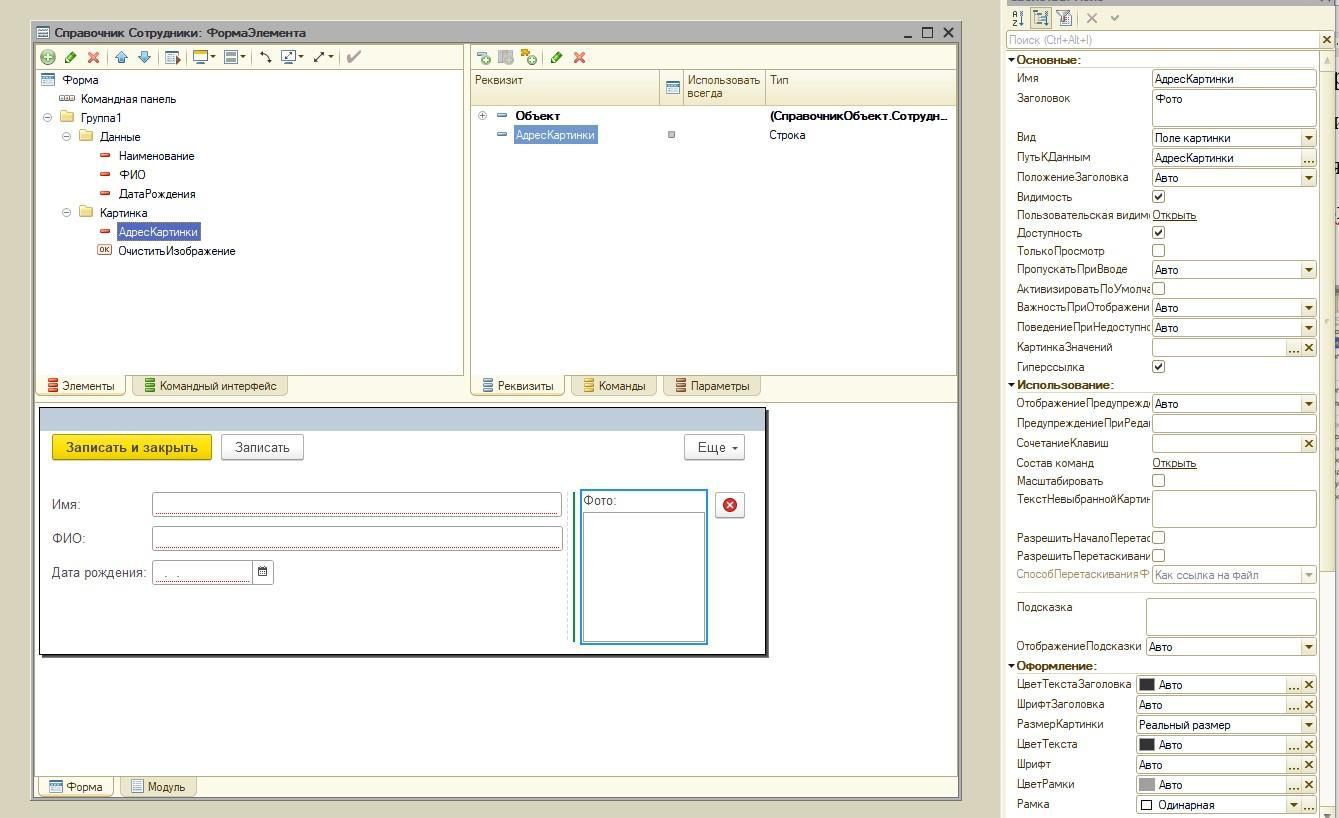 Справочник Сотрудники: ФормаЭлемента
Форма
Командная панель
Группа1
Данные
Наименование
ФИО
ДатаРождения
Картинка
АдресКартинки
ОчиститьИзображение
Элементы
Командный интерфейс
Реквизит
Использовать
всегда
Тип
Объект
(СправочникОбъект.Сотрудн...
АдресКартинки
Строка
Реквизиты
Команды
Параметры
Записать и закрыть
Записать
Еще
Имя:
ФИО:
Дата рождения:
Фото:
Форма
Модуль
Поиск (Ctrl+Alt+I)
Основные:
Имя
АдресКартинки
Заголовок
Фото
Вид
Поле картинки
ПутьКДанным
АдресКартинки
ПоложениеЗаголовка
Авто
Видимость
Пользовательская видим
Открыть
Доступность
ТолькоПросмотр
ПропускатьПриВводе
Авто
АктивизироватьПоУмолча
ВажностьПриОтображени
Авто
ПоведениеПриНедоступно
Авто
КартинкаЗначений
Гиперссылка
Использование:
ОтображениеПредупрежд
Авто
ПредупреждениеПриРедак
СочетаниеКлавиш
Состав команд
Открыть
Масштабировать
ТекстНевыбраннойКартин
РазрешитьНачалоПеретас
РазрешитьПеретаскивани
СпособПеретаскиванияФ
Как ссылка на файл
Подсказка
ОтображениеПодсказки
Авто
Оформление:
ЦветТекстаЗаголовка
Авто
ШрифтЗаголовка
Авто
РазмерКартинки
Реальный размер
ЦветТекста
Авто
Шрифт
Авто
ЦветРамки
Авто
Рамка
Одинарная